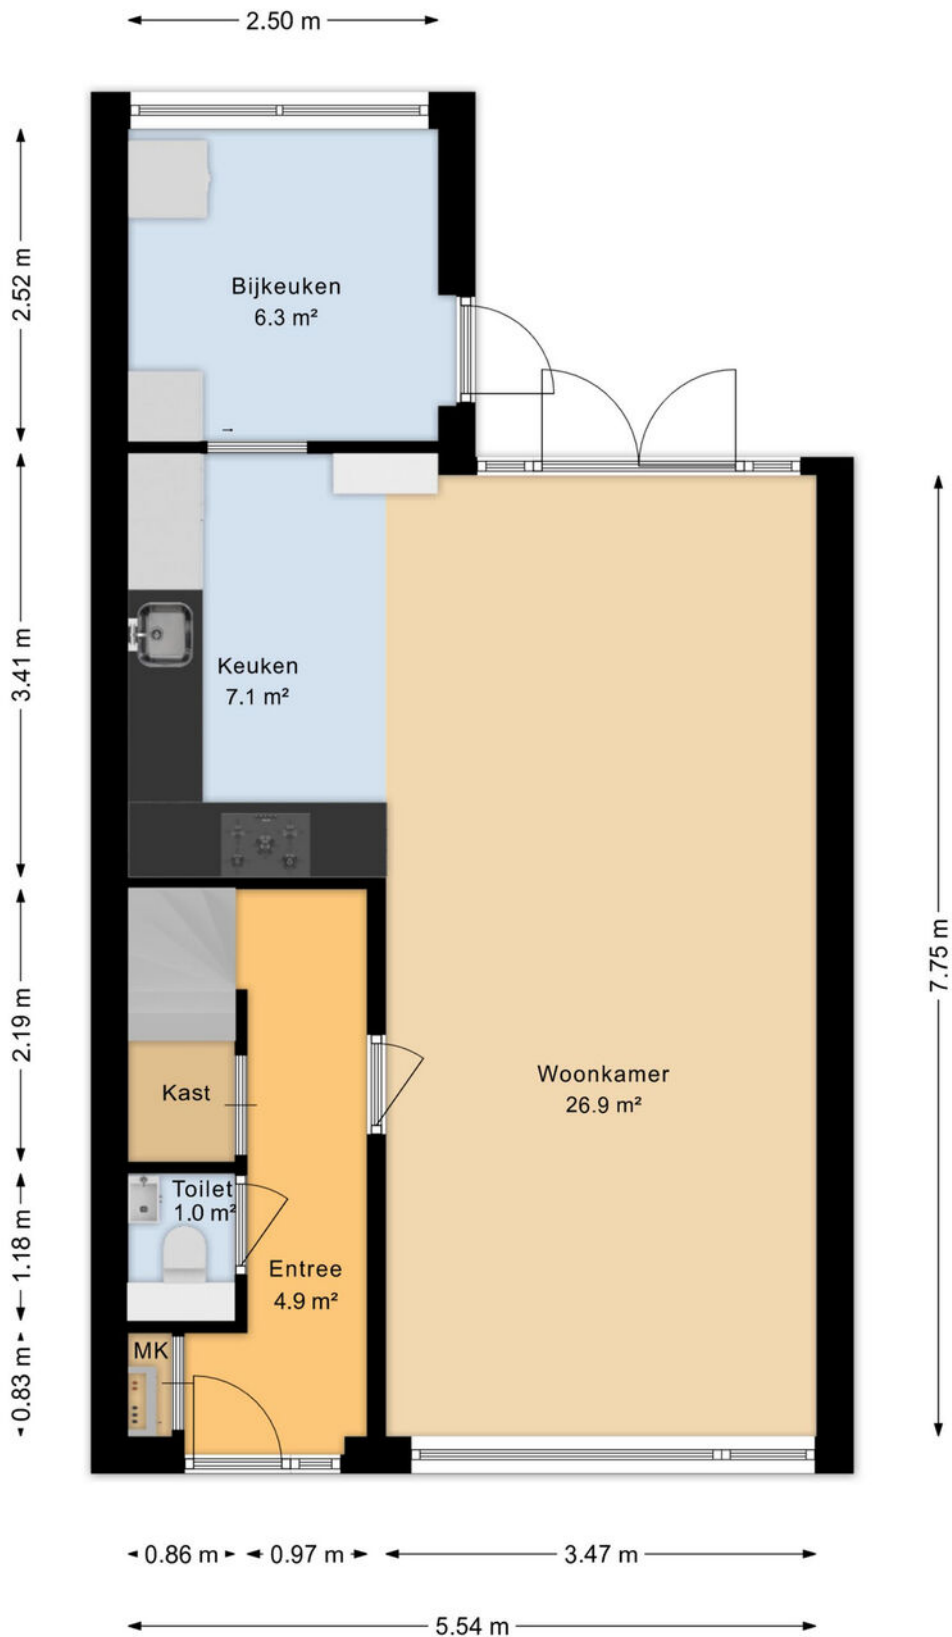 2.50 m
2.52 m
Bijkeuken
6.3 m²
3.41 m
Keuken
7.1 m²
7.75 m
2.19 m
Kast
Woonkamer
26.9 m²
1.18 m
Toilet
1.0 m²
Entree
4.9 m²
0.83 m
MK
0.86 m
0.97 m
3.47 m
5.54 m